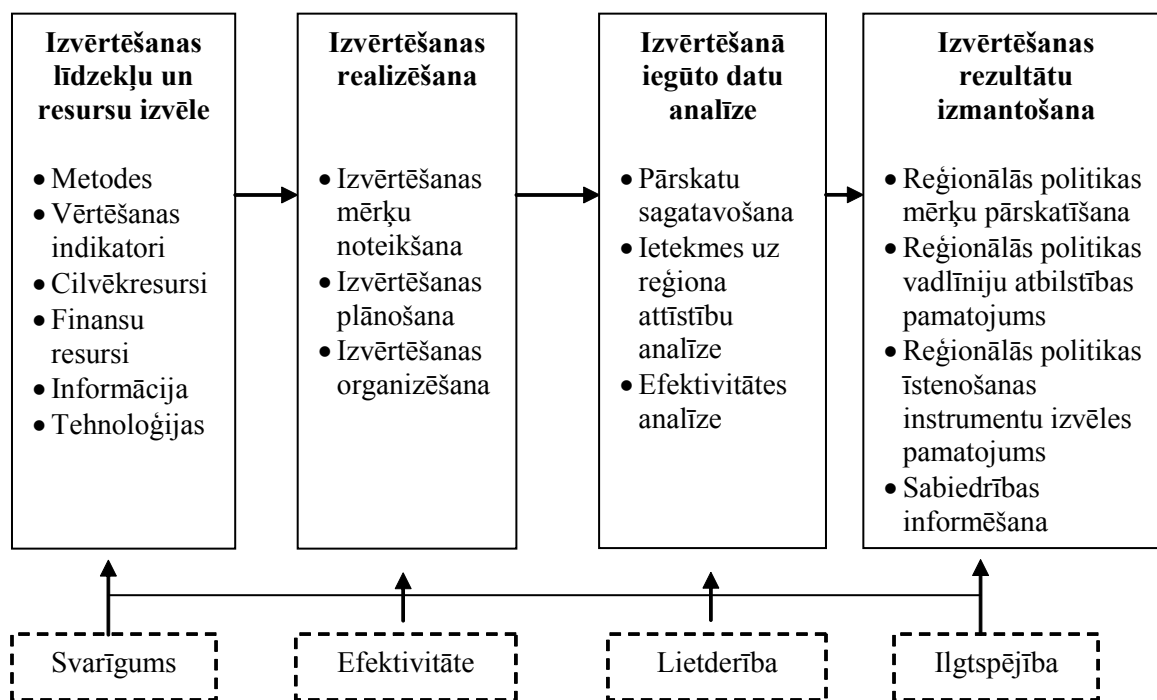 Izvērtēšanas
līdzekļu un
resursu izvēle
• Metodes
• Vērtēšanas
indikatori
• Cilvēkresursi
• Finansu
resursi
• Informācija
• Tehnoloģijas
Izvērtēšanas
realizēšana
• Izvērtēšanas
mērķu
noteikšana
• Izvērtēšanas
plānošana
• Izvērtēšanas
organizēšana
Izvērtēšanā
iegūto datu
analīze
• Pārskatu
sagatavošana
• Ietekmes uz
reģiona
attīstību
analīze
• Efektivitātes
analīze
Izvērtēšanas
rezultātu
izmantošana
• Reģionālās politikas
mērķu pārskatīšana
• Reģionālās politikas
vadlīniju atbilstības
pamatojums
• Reģionālās politikas
īstenošanas
instrumentu izvēles
pamatojums
• Sabiedrības
informēšana
Svarīgums
Efektivitāte
Lietderība
Ilgtspējība